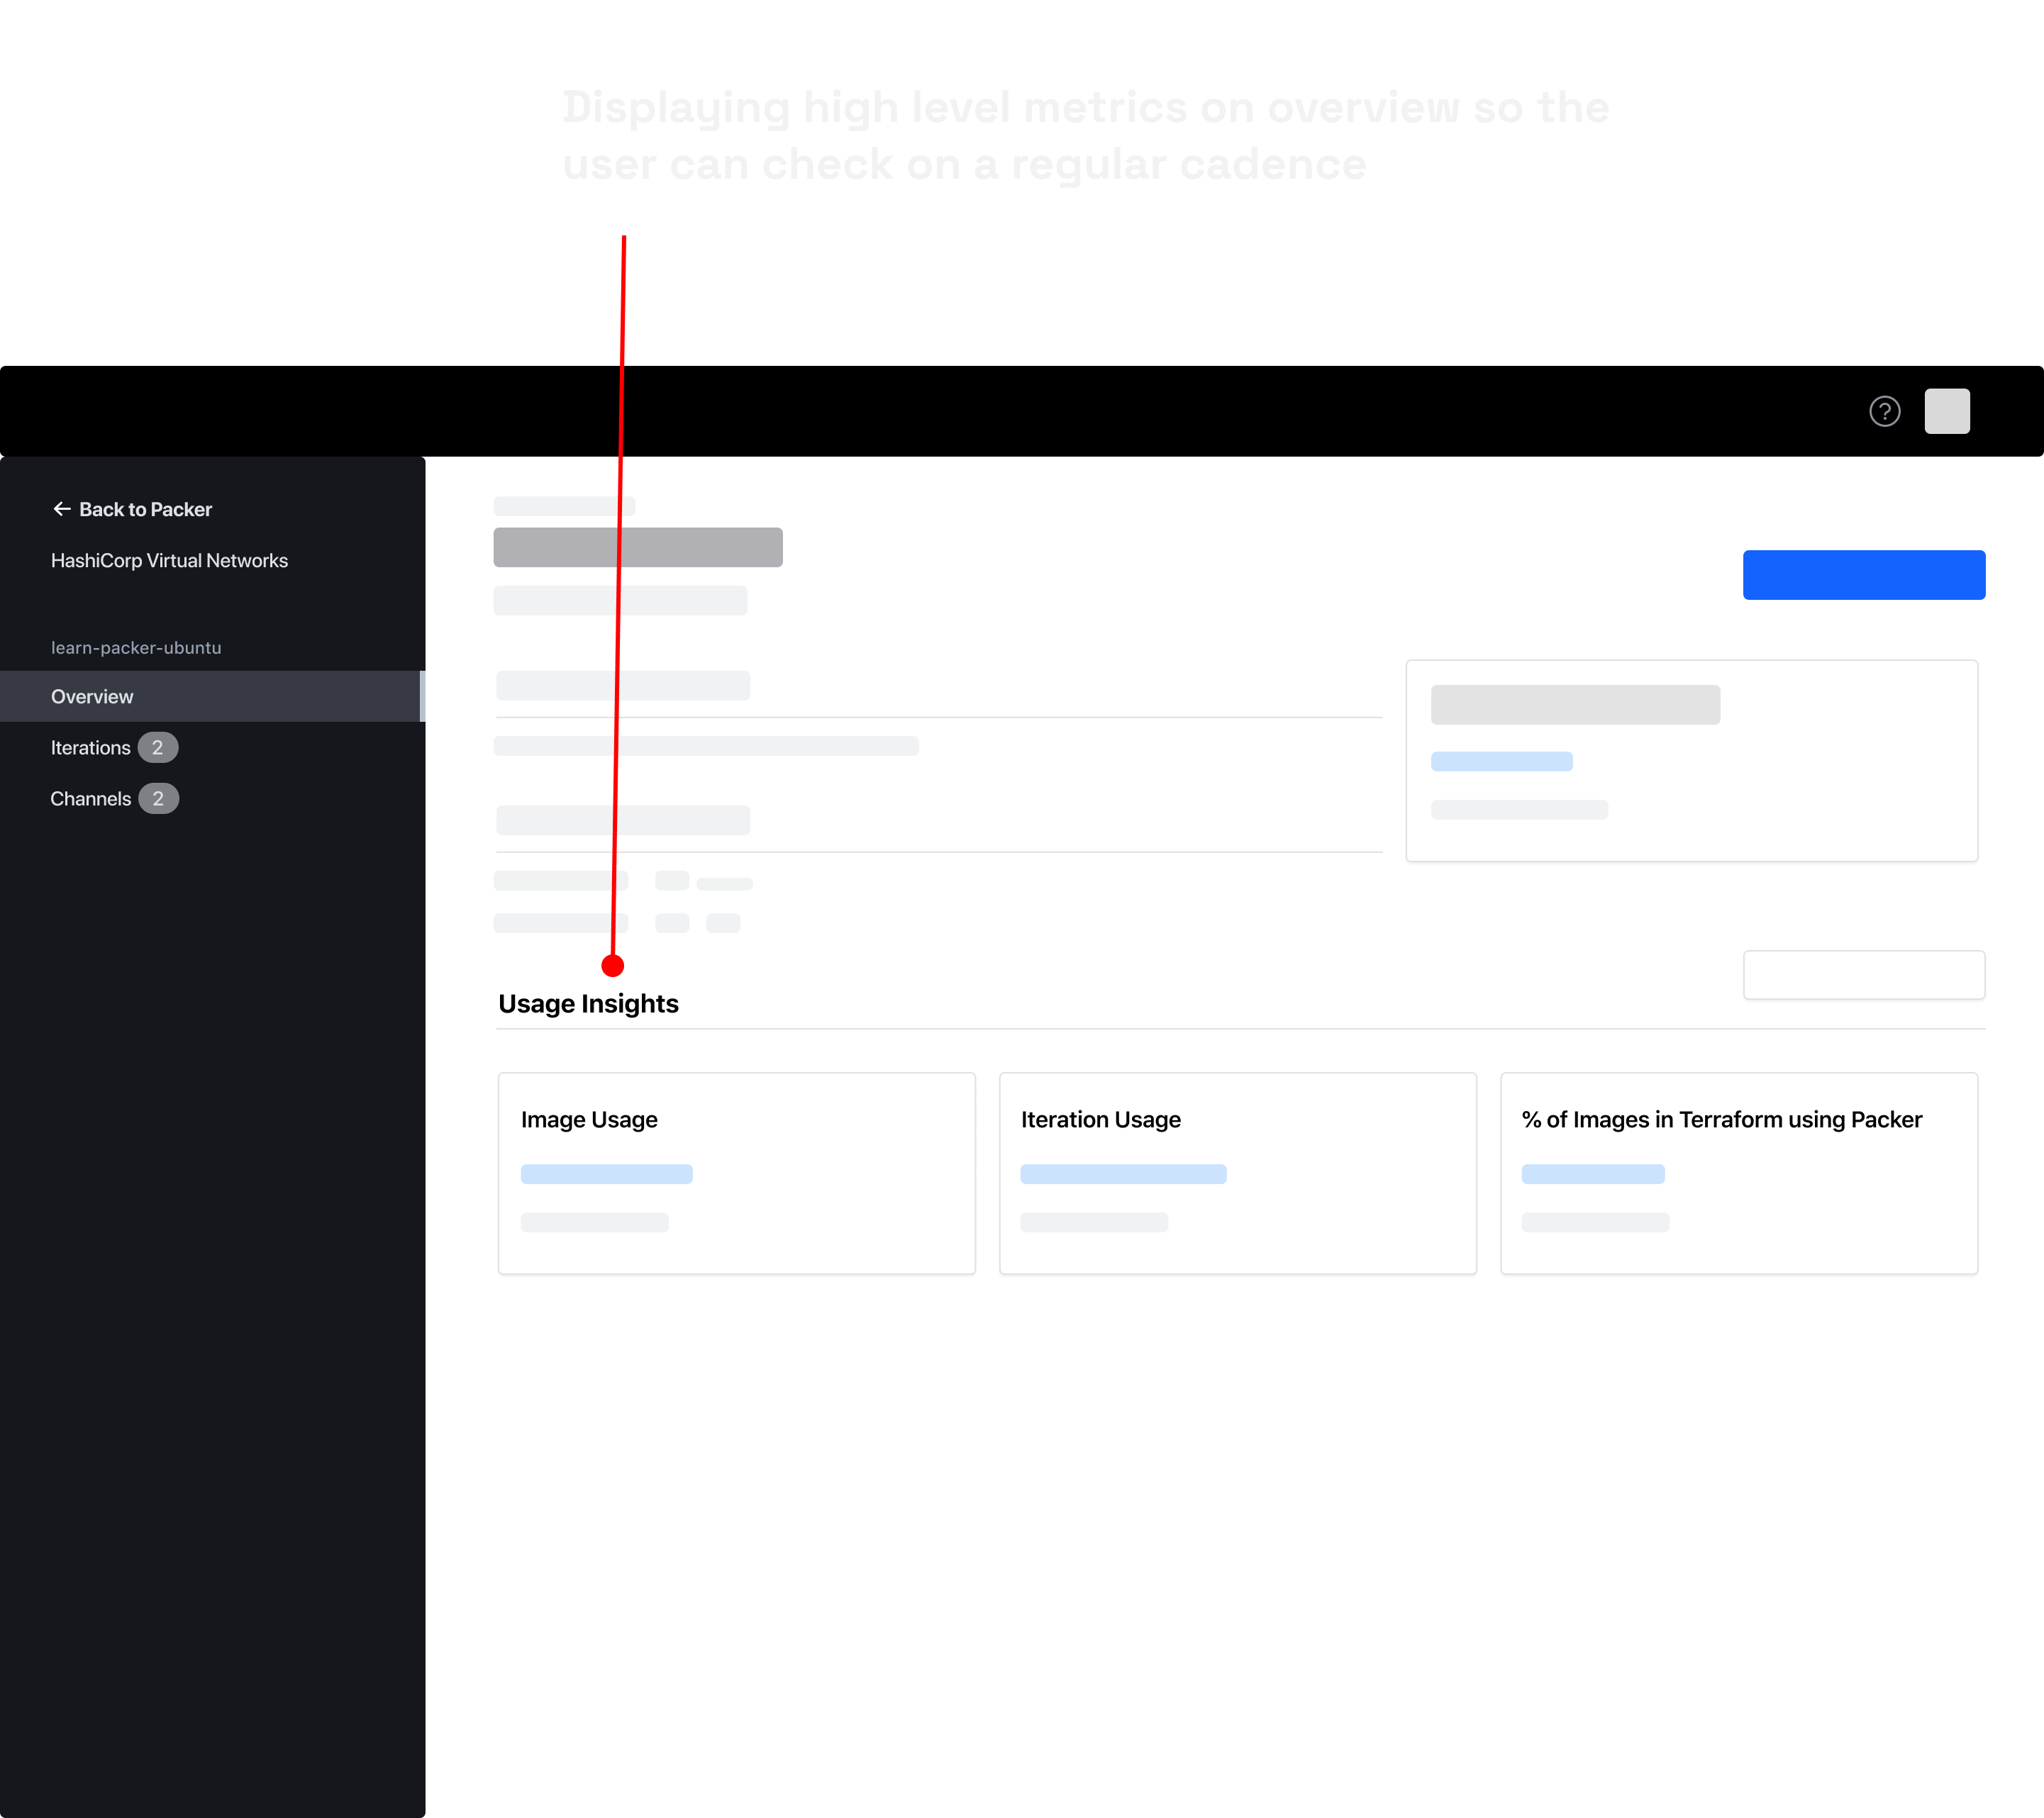 Displaying high level metrics on overview so the
user can check on a regular cadence
?
← Back to Packer
HashiCorp Virtual Networks
learn-packer-ubuntu
Overview
Iterations 2
Channels 2
Usage Insights
Image Usage
Iteration Usage
% of Images in Terraform using Packer